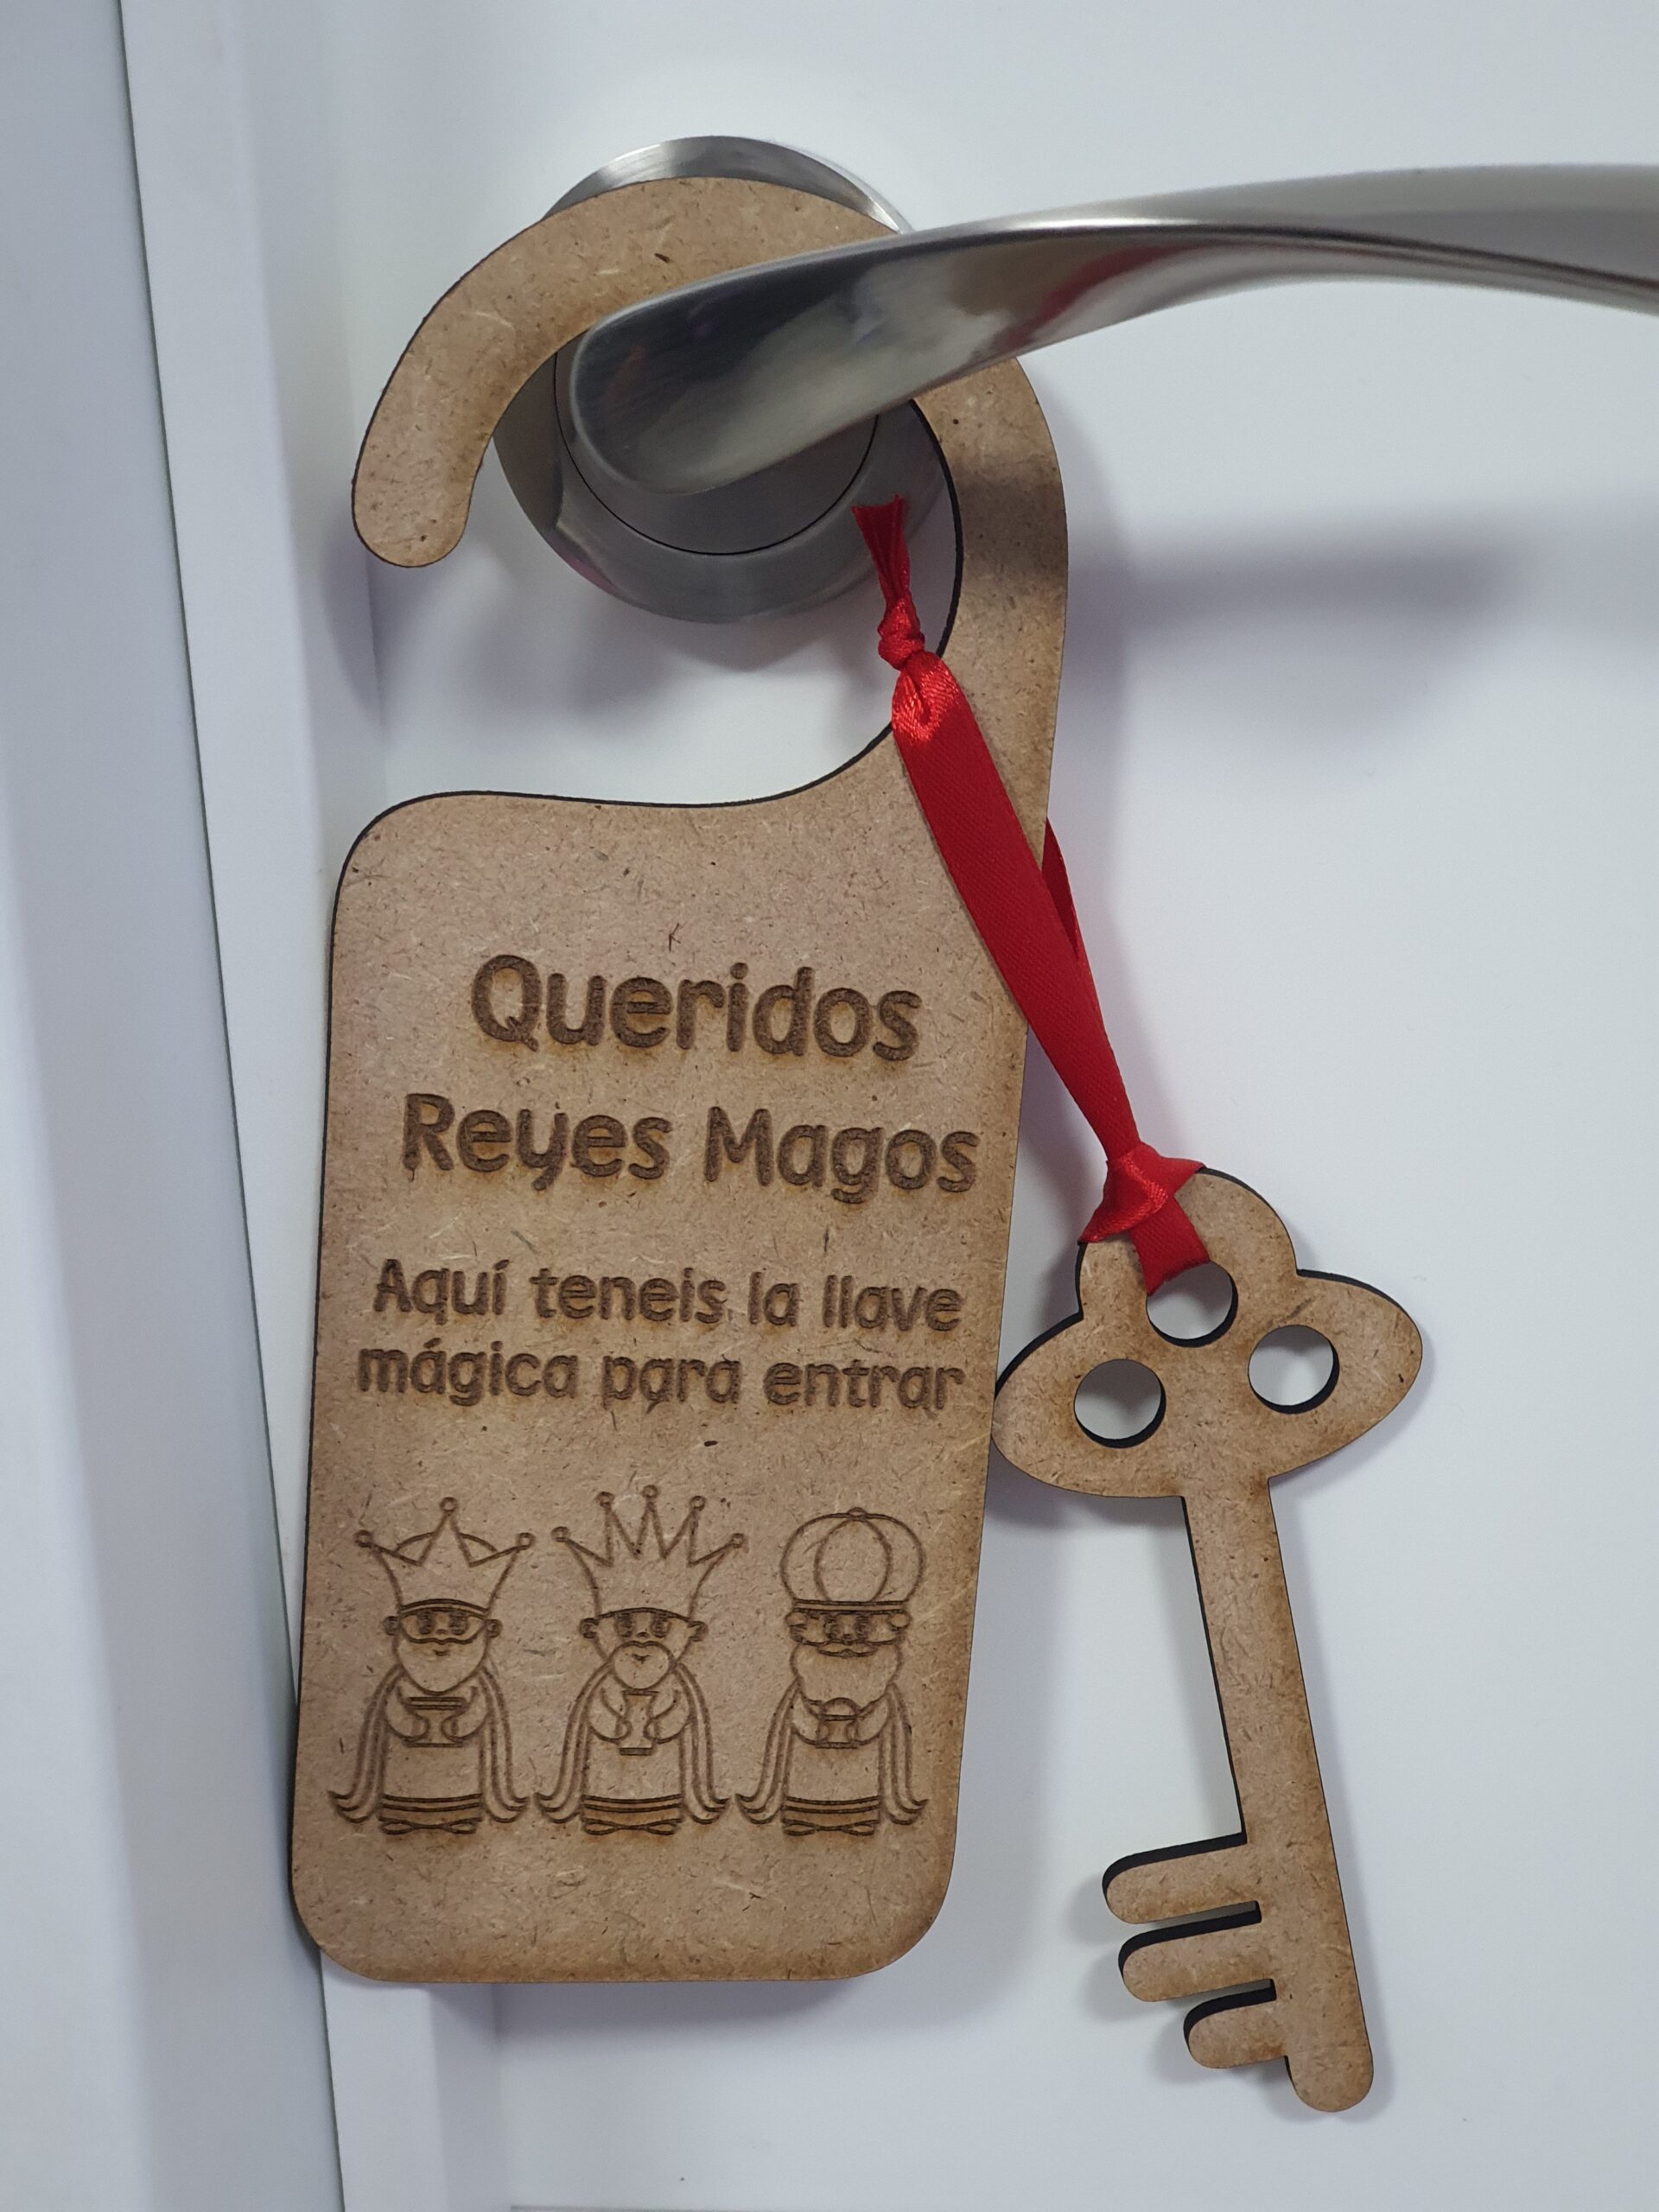 Queridos
Reyes Magos
Aquí teneis la llave
mágica para entrar